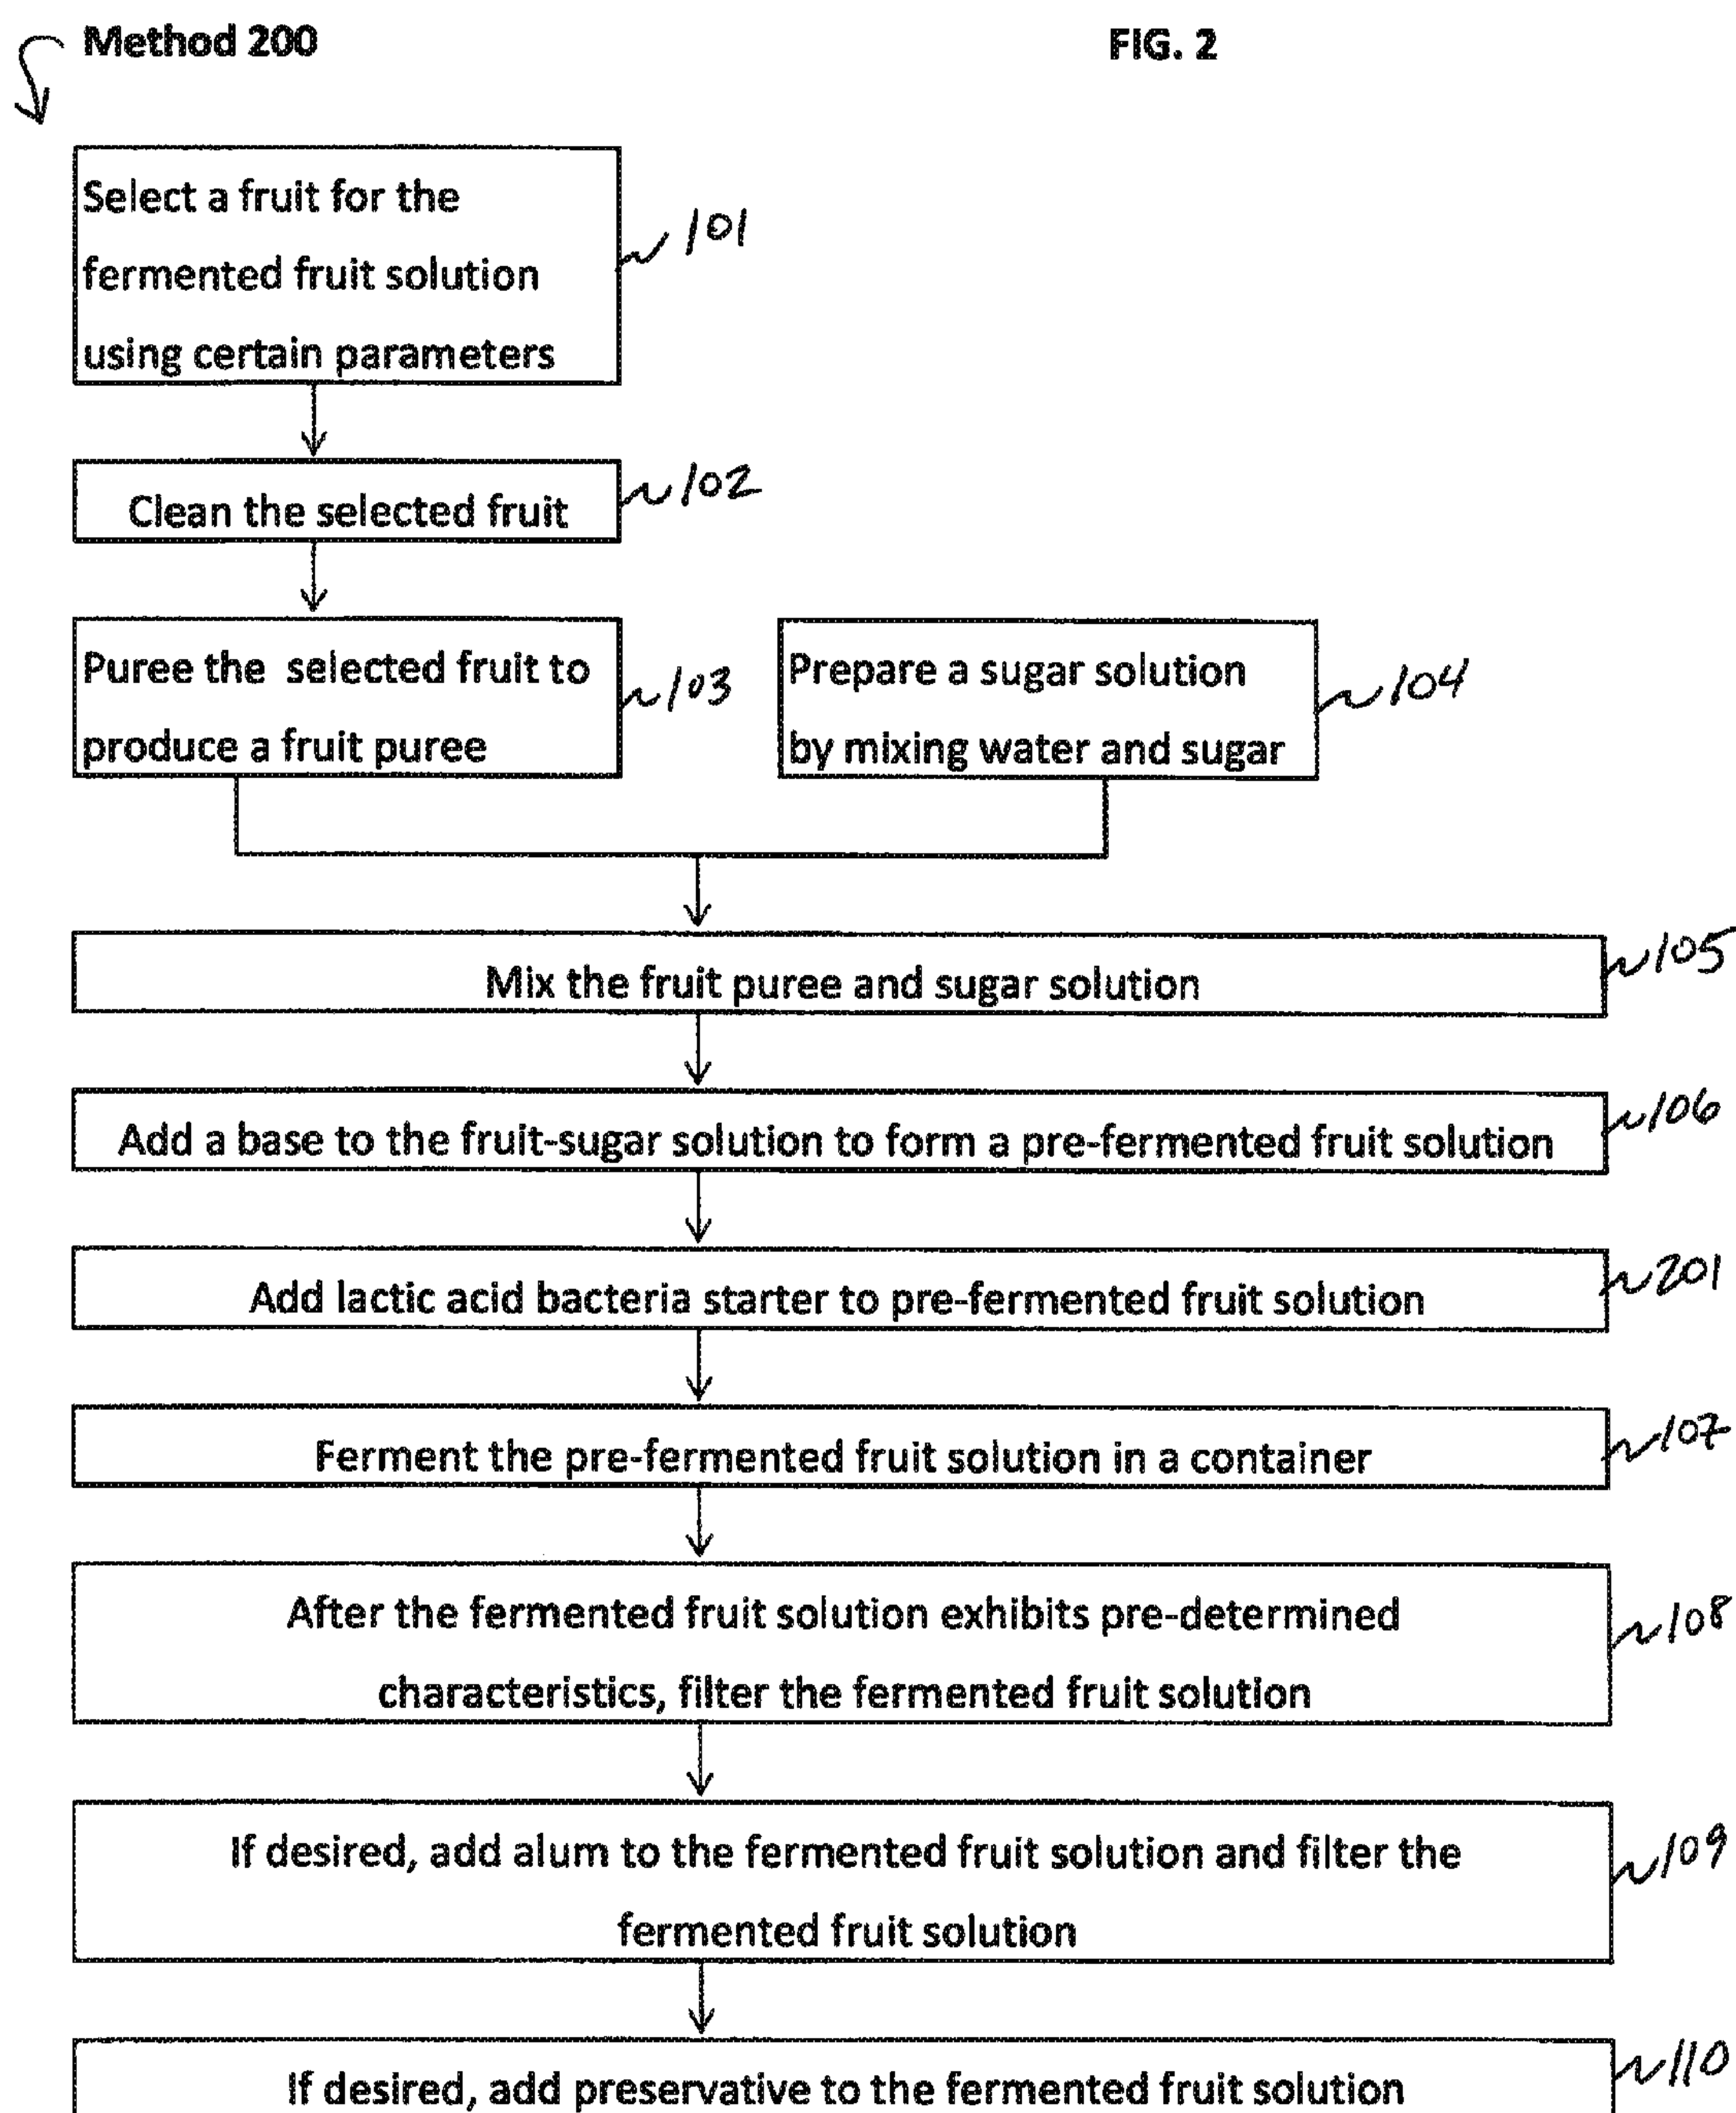 Method 200
FIG. 2
Select a fruit for the
fermented fruit solution
using certain parameters
101
Clean the selected fruit
102
Puree the selected fruit to
produce a fruit puree
103
Prepare a sugar solution
by mixing water and sugar
104
Mix the fruit puree and sugar solution
105
Add a base to the fruit-sugar solution to form a pre-fermented fruit solution
106
Add lactic acid bacteria starter to pre-fermented fruit solution
201
Ferment the pre-fermented fruit solution in a container
107
After the fermented fruit solution exhibits pre-determined
characteristics, filter the fermented fruit solution
108
If desired, add alum to the fermented fruit solution and filter the
fermented fruit solution
109
If desired, add preservative to the fermented fruit solution
110